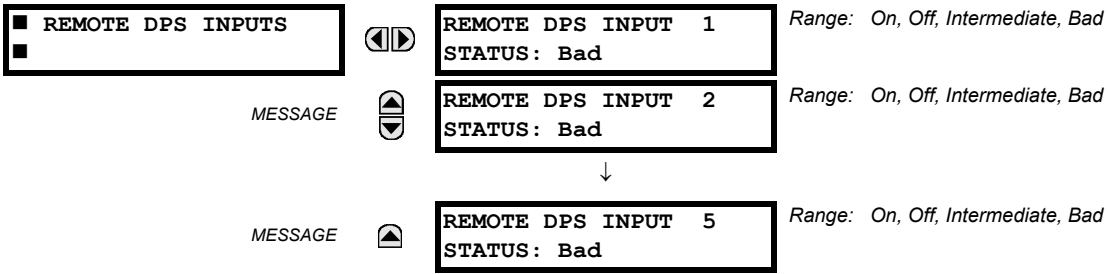 ■ REMOTE DPS INPUTS
■
REMOTE DPS INPUT 1
STATUS: Bad
Range: On, Off, Intermediate, Bad
MESSAGE
REMOTE DPS INPUT 2
STATUS: Bad
Range: On, Off, Intermediate, Bad
↓
MESSAGE
REMOTE DPS INPUT 5
STATUS: Bad
Range: On, Off, Intermediate, Bad